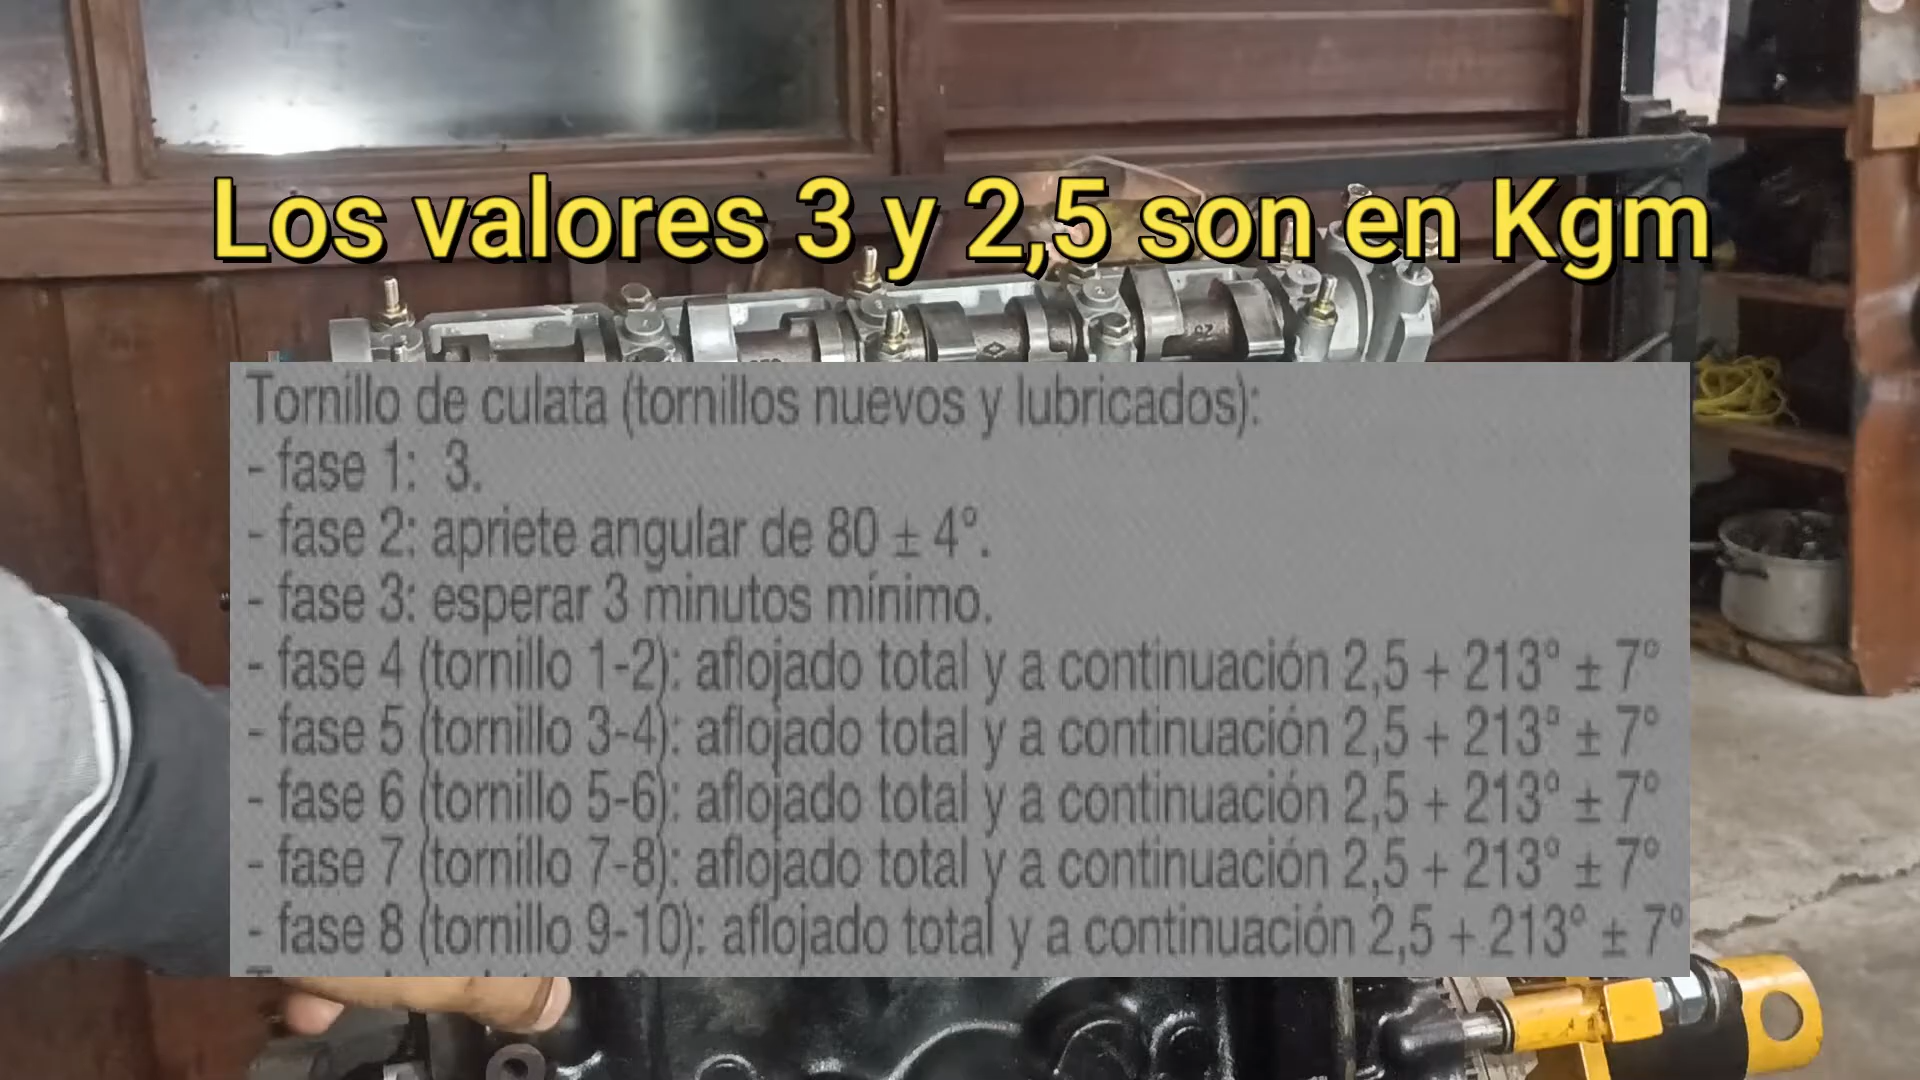 Los valores 3 y 2,5 son en Kgm
Tornillo de culata (tornillos nuevos y lubricados):
- fase 1: 3.
- fase 2: apriete angular de 80 ± 4°.
- fase 3: esperar 3 minutos mínimo.
- fase 4 (tornillo 1-2): aflojado total y a continuación 2,5 + 213° ± 7°
- fase 5 (tornillo 3-4): aflojado total y a continuación 2,5 + 213° ± 7°
- fase 6 (tornillo 5-6): aflojado total y a continuación 2,5 + 213° ± 7°
- fase 7 (tornillo 7-8): aflojado total y a continuación 2,5 + 213° ± 7°
- fase 8 (tornillo 9-10): aflojado total y a continuación 2,5 + 213° ± 7°